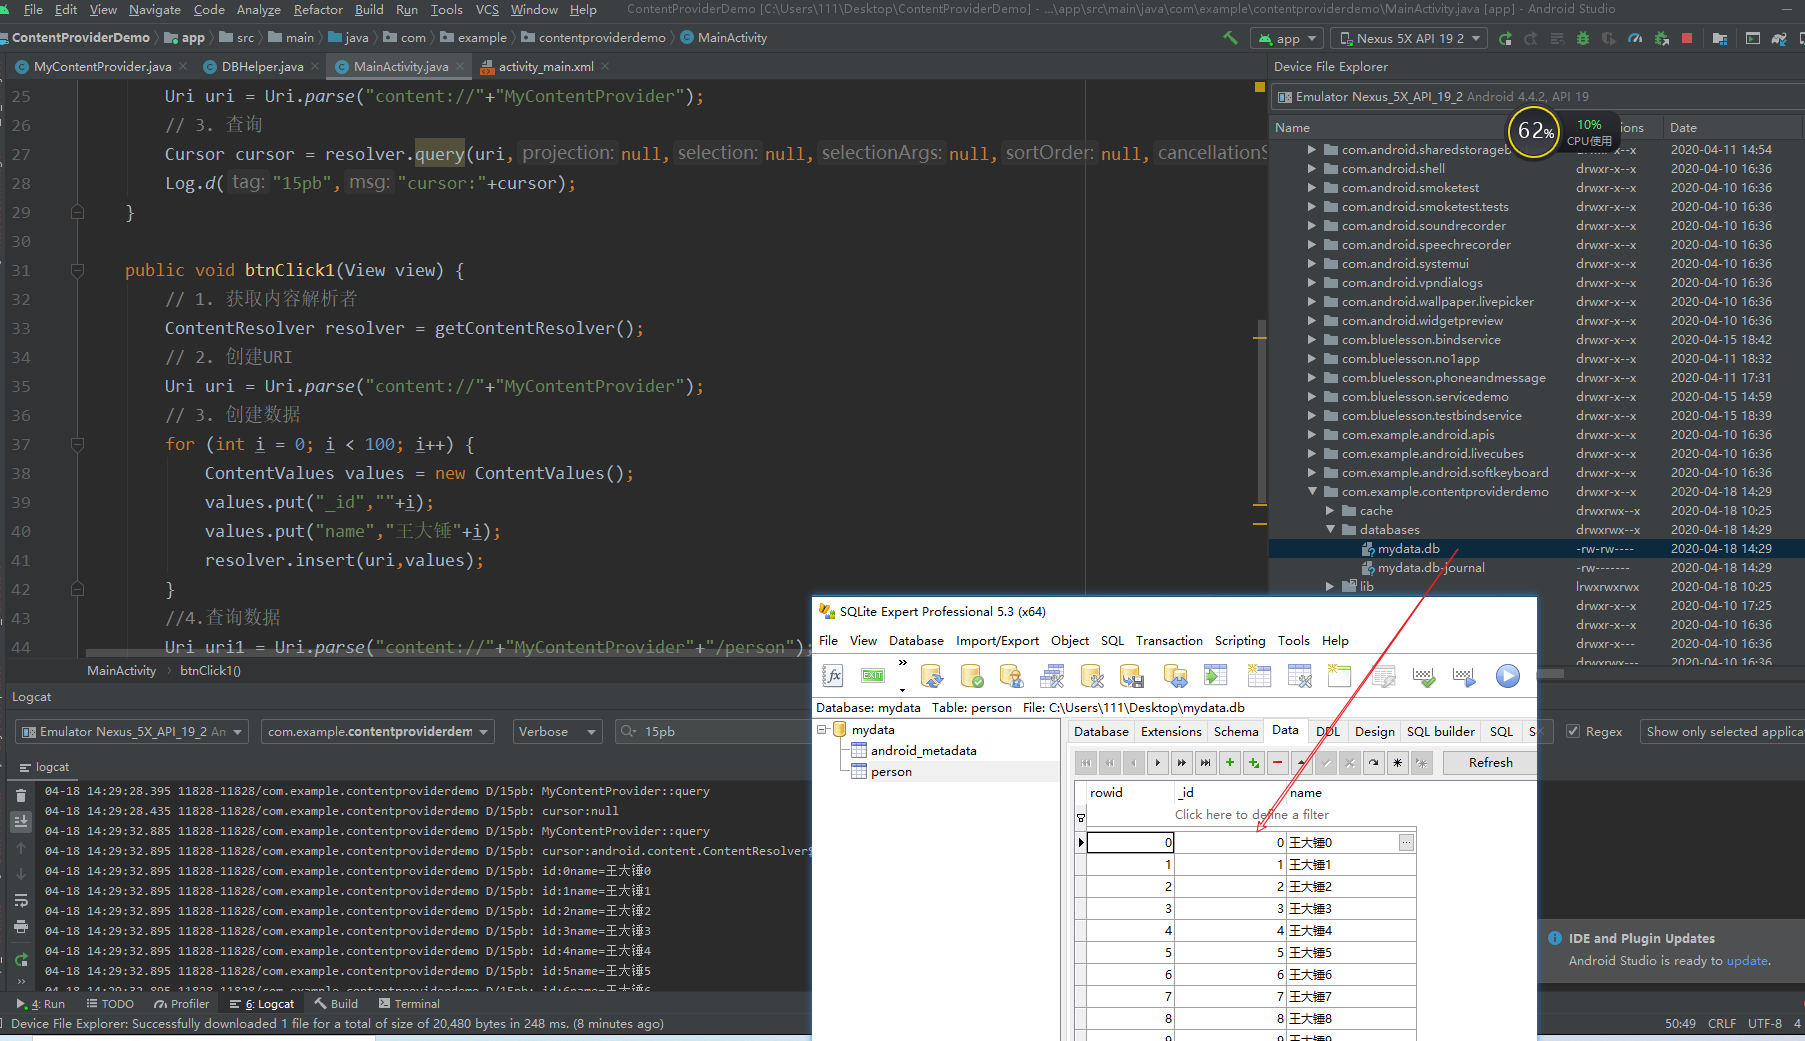 File Edit View Navigate Code Analyze Refactor Build Run Tools VCS Window Help ContentProviderDemo [C:\Users\111\Desktop\ContentProviderDemo] - ...\app\src\main\java\com\example\contentproviderdemo\MainActivity.java [app] - Android Studio
ContentProviderDemo app src main java com example contentproviderdemo MainActivity app Nexus 5X API 19 2
MyContentProvider.java DBHelper.java MainActivity.java activity_main.xml
25 Uri uri = Uri.parse("content://"+"MyContentProvider");
26 // 3. 查询
27 Cursor cursor = resolver.query(uri, projection: null, selection: null, selectionArgs: null, sortOrder: null, cancellationS
28 Log.d( tag: "15pb", msg: "cursor:"+cursor);
29 }
30
31 public void btnClick1(View view) {
32 // 1. 获取内容解析者
33 ContentResolver resolver = getContentResolver();
34 // 2. 创建URI
35 Uri uri = Uri.parse("content://"+"MyContentProvider");
36 // 3. 创建数据
37 for (int i = 0; i < 100; i++) {
38 ContentValues values = new ContentValues();
39 values.put("_id",""+i);
40 values.put("name","王大锤"+i);
41 resolver.insert(uri,values);
42 }
43 //4.查询数据
44 Uri uri1 = Uri.parse("content://"+"MyContentProvider"+"/person");
MainActivity btnClick1()
Device File Explorer
Emulator Nexus_5X_API_19_2 Android 4.4.2, API 19
62% 10% CPU使用
Name ions Date
com.android.sharedstorageb drwxr-x--x 2020-04-11 14:54
com.android.shell drwxr-x--x 2020-04-10 16:36
com.android.smoketest drwxr-x--x 2020-04-10 16:36
com.android.smoketest.tests drwxr-x--x 2020-04-10 16:36
com.android.soundrecorder drwxr-x--x 2020-04-10 16:36
com.android.speechrecorder drwxr-x--x 2020-04-10 16:36
com.android.systemui drwxr-x--x 2020-04-10 16:36
com.android.vpndialogs drwxr-x--x 2020-04-10 16:36
com.android.wallpaper.livepicker drwxr-x--x 2020-04-10 16:36
com.android.widgetpreview drwxr-x--x 2020-04-10 16:36
com.bluelesson.bindservice drwxr-x--x 2020-04-15 18:42
com.bluelesson.no1app drwxr-x--x 2020-04-11 18:32
com.bluelesson.phoneandmessage drwxr-x--x 2020-04-11 17:31
com.bluelesson.servicedemo drwxr-x--x 2020-04-15 14:59
com.bluelesson.testbindservice drwxr-x--x 2020-04-15 18:39
com.example.android.apis drwxr-x--x 2020-04-10 16:36
com.example.android.livecubes drwxr-x--x 2020-04-10 16:36
com.example.android.softkeyboard drwxr-x--x 2020-04-10 16:36
com.example.contentproviderdemo drwxr-x--x 2020-04-18 14:29
cache drwxrwx--x 2020-04-18 10:25
databases drwxrwx--x 2020-04-18 14:29
mydata.db -rw-rw---- 2020-04-18 14:29
mydata.db-journal -rw------- 2020-04-18 14:29
lib lrwxrwxrwx 2020-04-18 10:25
drwxr-x--x 2020-04-10 17:25
drwxr-x--x 2020-04-10 16:36
drwxr-x--- 2020-04-10 16:36
drwxr-x--x 2020-04-10 16:36
Logcat
Emulator Nexus_5X_API_19_2 An com.example.contentproviderdem Verbose 15pb Regex Show only selected applica
logcat
04-18 14:29:28.395 11828-11828/com.example.contentproviderdemo D/15pb: MyContentProvider::query
04-18 14:29:28.435 11828-11828/com.example.contentproviderdemo D/15pb: cursor:null
04-18 14:29:32.885 11828-11828/com.example.contentproviderdemo D/15pb: MyContentProvider::query
04-18 14:29:32.895 11828-11828/com.example.contentproviderdemo D/15pb: cursor:android.content.ContentResolver$
04-18 14:29:32.895 11828-11828/com.example.contentproviderdemo D/15pb: id:0name=王大锤0
04-18 14:29:32.895 11828-11828/com.example.contentproviderdemo D/15pb: id:1name=王大锤1
04-18 14:29:32.895 11828-11828/com.example.contentproviderdemo D/15pb: id:2name=王大锤2
04-18 14:29:32.895 11828-11828/com.example.contentproviderdemo D/15pb: id:3name=王大锤3
04-18 14:29:32.895 11828-11828/com.example.contentproviderdemo D/15pb: id:4name=王大锤4
04-18 14:29:32.895 11828-11828/com.example.contentproviderdemo D/15pb: id:5name=王大锤5
04-18 14:29:32.895 11828-11828/com.example.contentproviderdemo D/15pb: id:6name=王大锤6
SQLite Expert Professional 5.3 (x64)
File View Database Import/Export Object SQL Transaction Scripting Tools Help
fx EXIT
Database: mydata Table: person File: C:\Users\111\Desktop\mydata.db
mydata
android_metadata
person
Database Extensions Schema Data DDL Design SQL Builder SQL S
Refresh
rowid _id name
Click here to define a filter
0 0 王大锤0
1 1 王大锤1
2 2 王大锤2
3 3 王大锤3
4 4 王大锤4
5 5 王大锤5
6 6 王大锤6
7 7 王大锤7
8 8 王大锤8
9 9 王大锤9
IDE and Plugin Updates
Android Studio is ready to update.
4: Run TODO Profiler 6: Logcat Build Terminal
Device File Explorer: Successfully downloaded 1 file for a total of size of 20,480 bytes in 248 ms. (8 minutes ago) 50:49 CRLF UTF-8 4